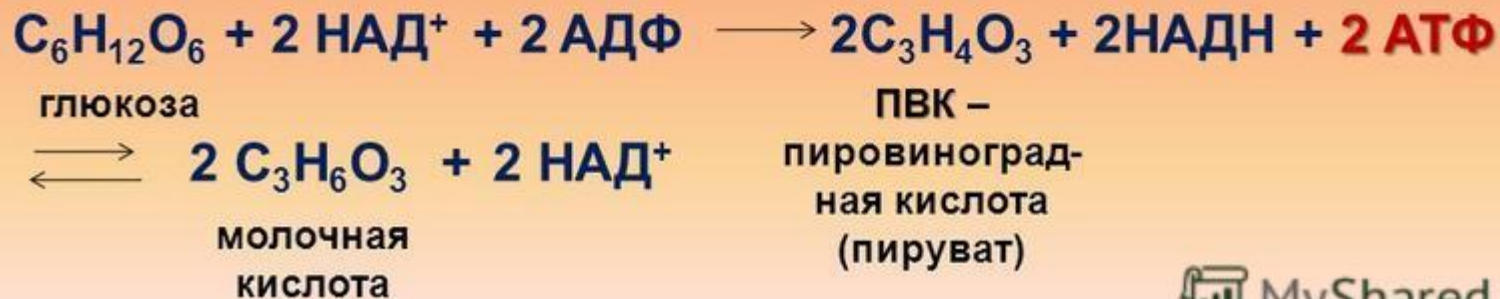 C₆H₁₂O₆ + 2 НАД⁺ + 2 АДФ ⟶ 2C₃H₄O₃ + 2НАДН + 2 АТФ
глюкоза
ПВК –
пировиноград-
ная кислота
(пируват)
⇄ 2 C₃H₆O₃ + 2 НАД⁺
молочная
кислота
MyShared